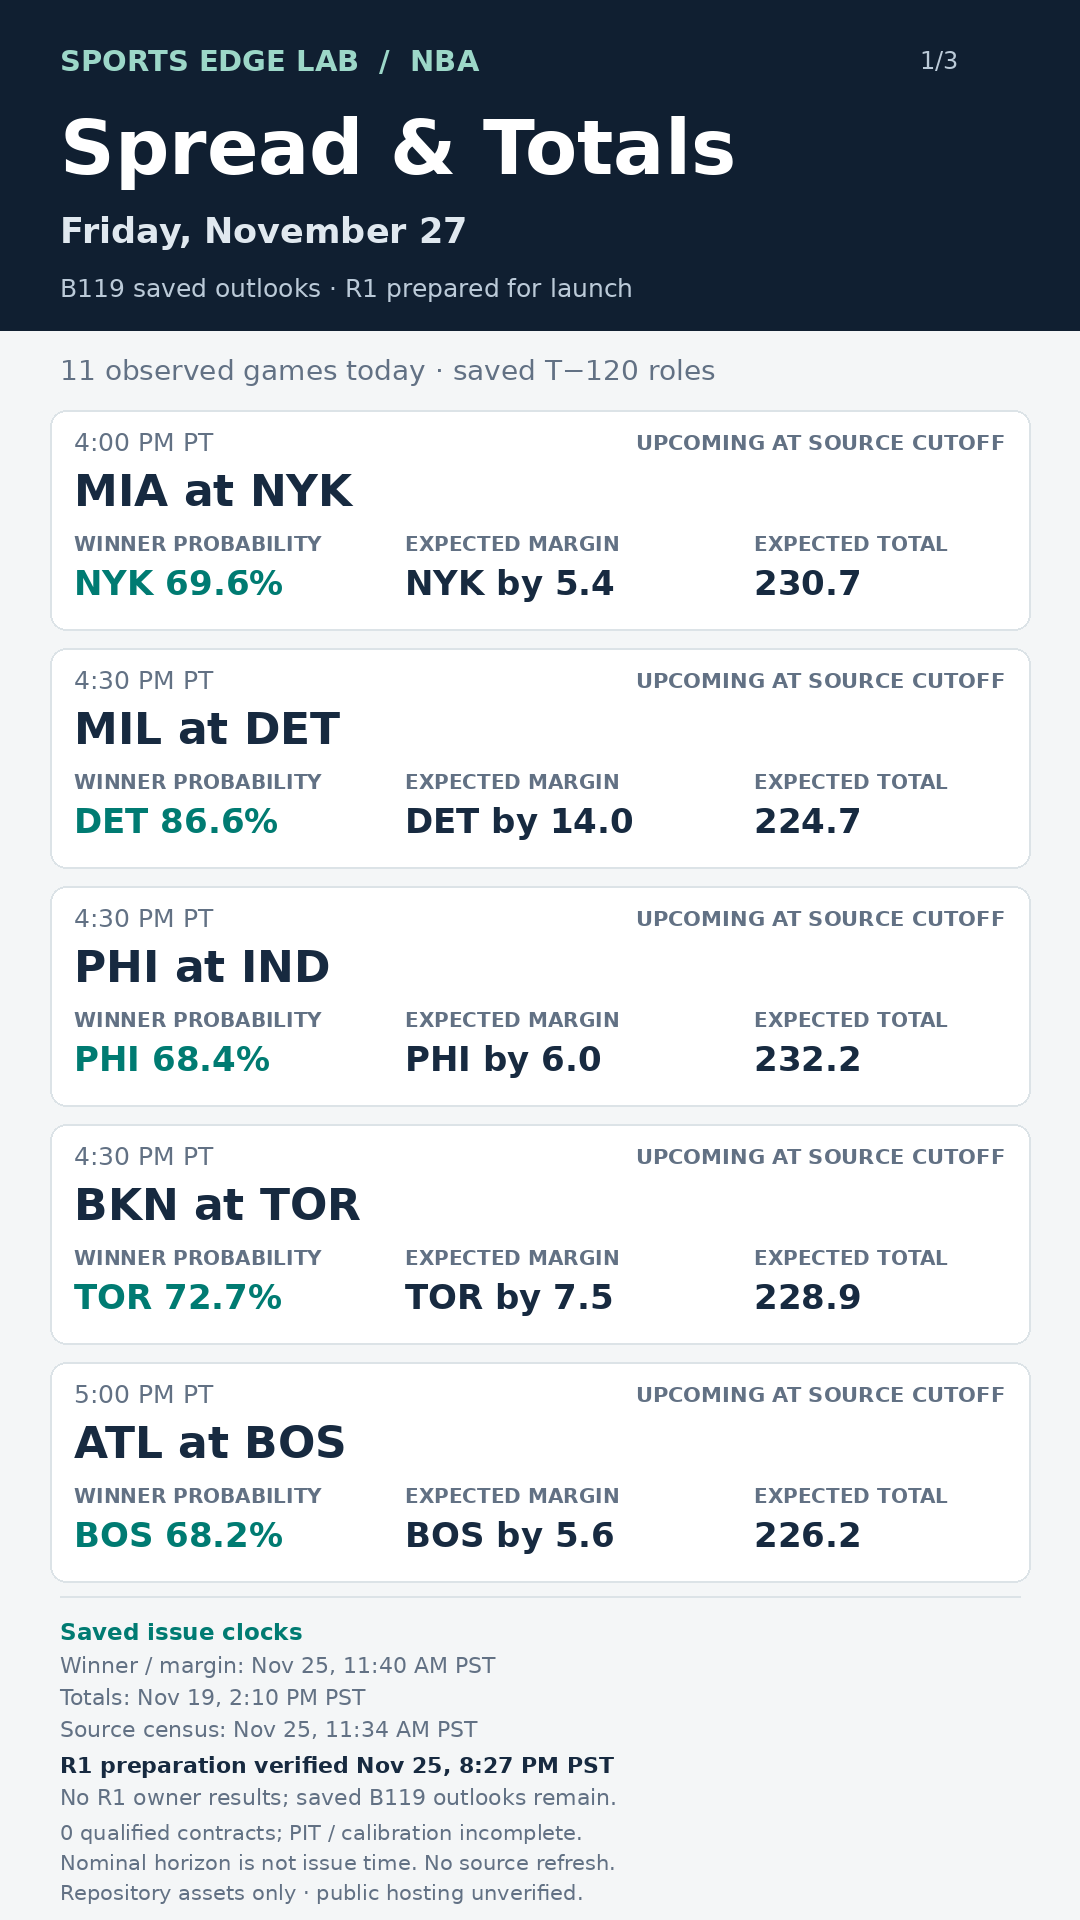 SPORTS EDGE LAB / NBA 1/3
Spread & Totals
Friday, November 27
B119 saved outlooks · R1 prepared for launch
11 observed games today · saved T−120 roles
4:00 PM PT UPCOMING AT SOURCE CUTOFF
MIA at NYK
WINNER PROBABILITY EXPECTED MARGIN EXPECTED TOTAL
NYK 69.6% NYK by 5.4 230.7
4:30 PM PT UPCOMING AT SOURCE CUTOFF
MIL at DET
WINNER PROBABILITY EXPECTED MARGIN EXPECTED TOTAL
DET 86.6% DET by 14.0 224.7
4:30 PM PT UPCOMING AT SOURCE CUTOFF
PHI at IND
WINNER PROBABILITY EXPECTED MARGIN EXPECTED TOTAL
PHI 68.4% PHI by 6.0 232.2
4:30 PM PT UPCOMING AT SOURCE CUTOFF
BKN at TOR
WINNER PROBABILITY EXPECTED MARGIN EXPECTED TOTAL
TOR 72.7% TOR by 7.5 228.9
5:00 PM PT UPCOMING AT SOURCE CUTOFF
ATL at BOS
WINNER PROBABILITY EXPECTED MARGIN EXPECTED TOTAL
BOS 68.2% BOS by 5.6 226.2
Saved issue clocks
Winner / margin: Nov 25, 11:40 AM PST
Totals: Nov 19, 2:10 PM PST
Source census: Nov 25, 11:34 AM PST
R1 preparation verified Nov 25, 8:27 PM PST
No R1 owner results; saved B119 outlooks remain.
0 qualified contracts; PIT / calibration incomplete.
Nominal horizon is not issue time. No source refresh.
Repository assets only · public hosting unverified.